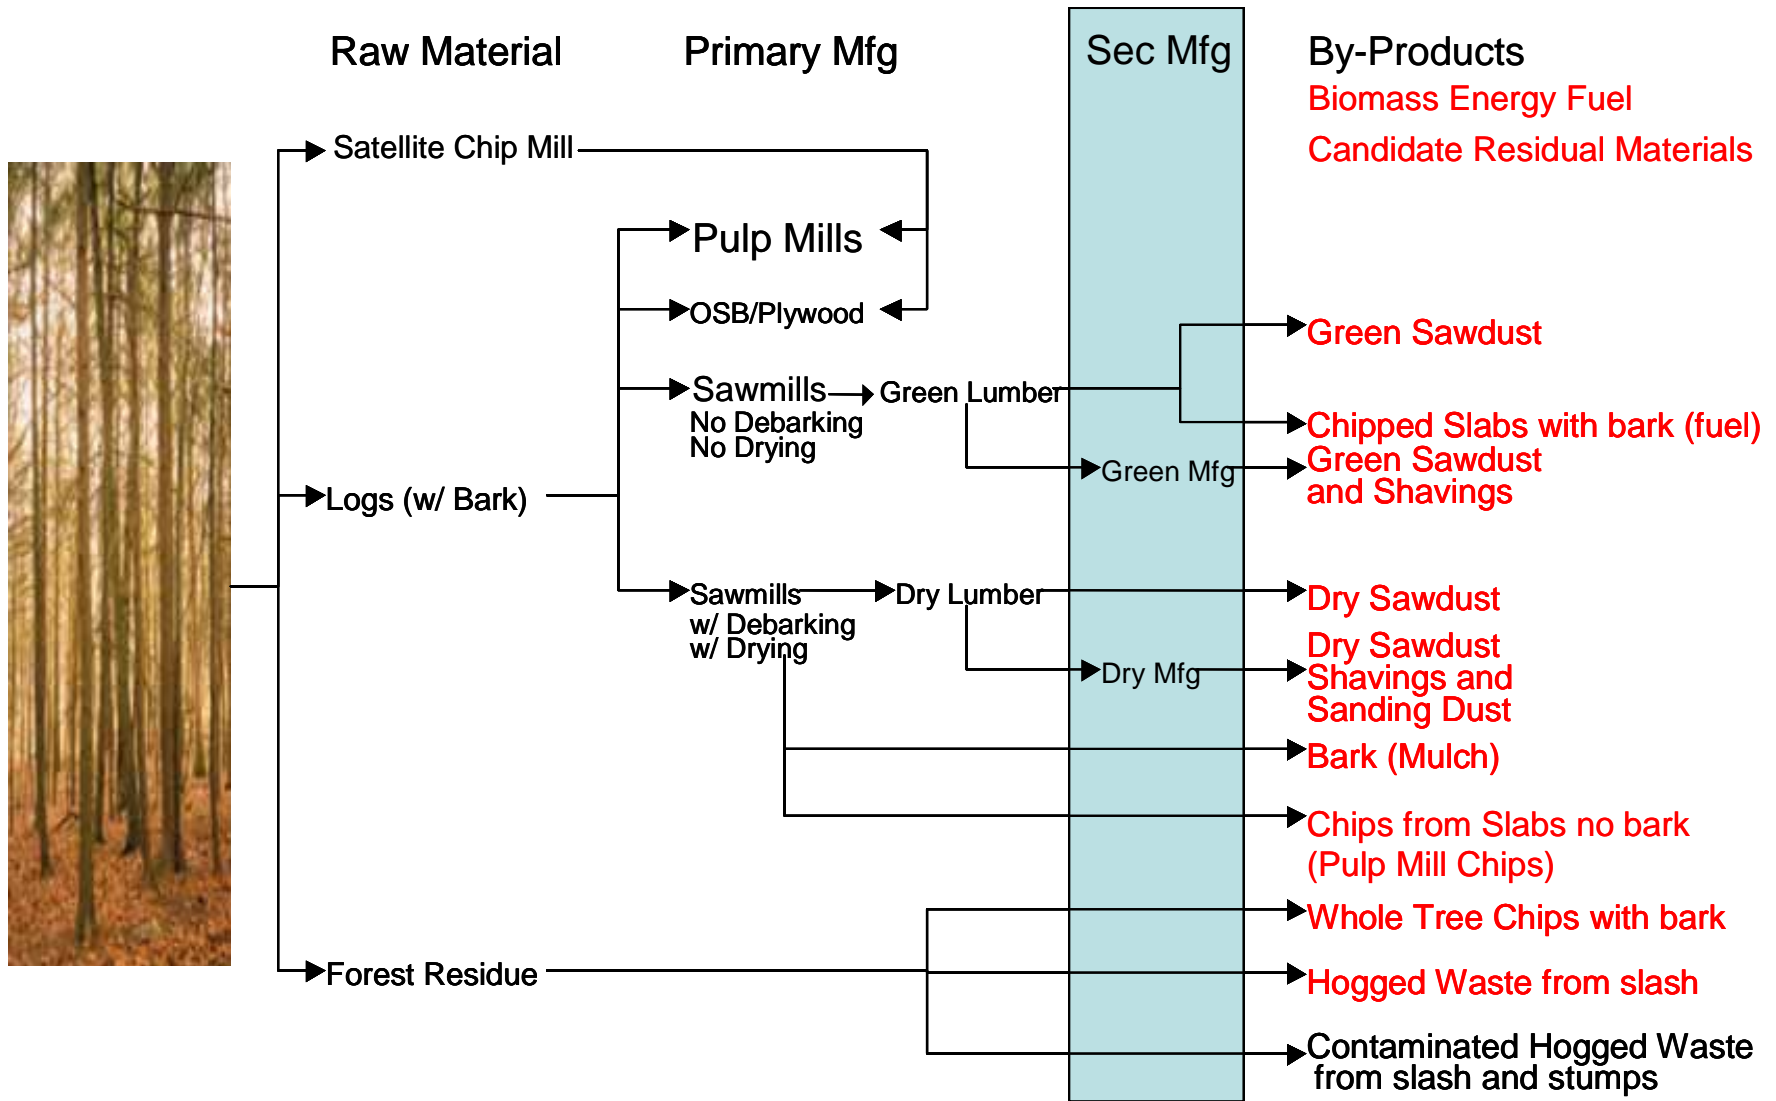 Raw Material
Primary Mfg
Sec Mfg
By-Products
Biomass Energy Fuel
Candidate Residual Materials
Satellite Chip Mill
Pulp Mills
OSB/Plywood
Green Sawdust
Sawmills
No Debarking
No Drying
Green Lumber
Chipped Slabs with bark (fuel)
Green Mfg
Green Sawdust
and Shavings
Logs (w/ Bark)
Sawmills
w/ Debarking
w/ Drying
Dry Lumber
Dry Sawdust
Dry Mfg
Dry Sawdust
Shavings and
Sanding Dust
Bark (Mulch)
Chips from Slabs no bark
(Pulp Mill Chips)
Whole Tree Chips with bark
Forest Residue
Hogged Waste from slash
Contaminated Hogged Waste
from slash and stumps